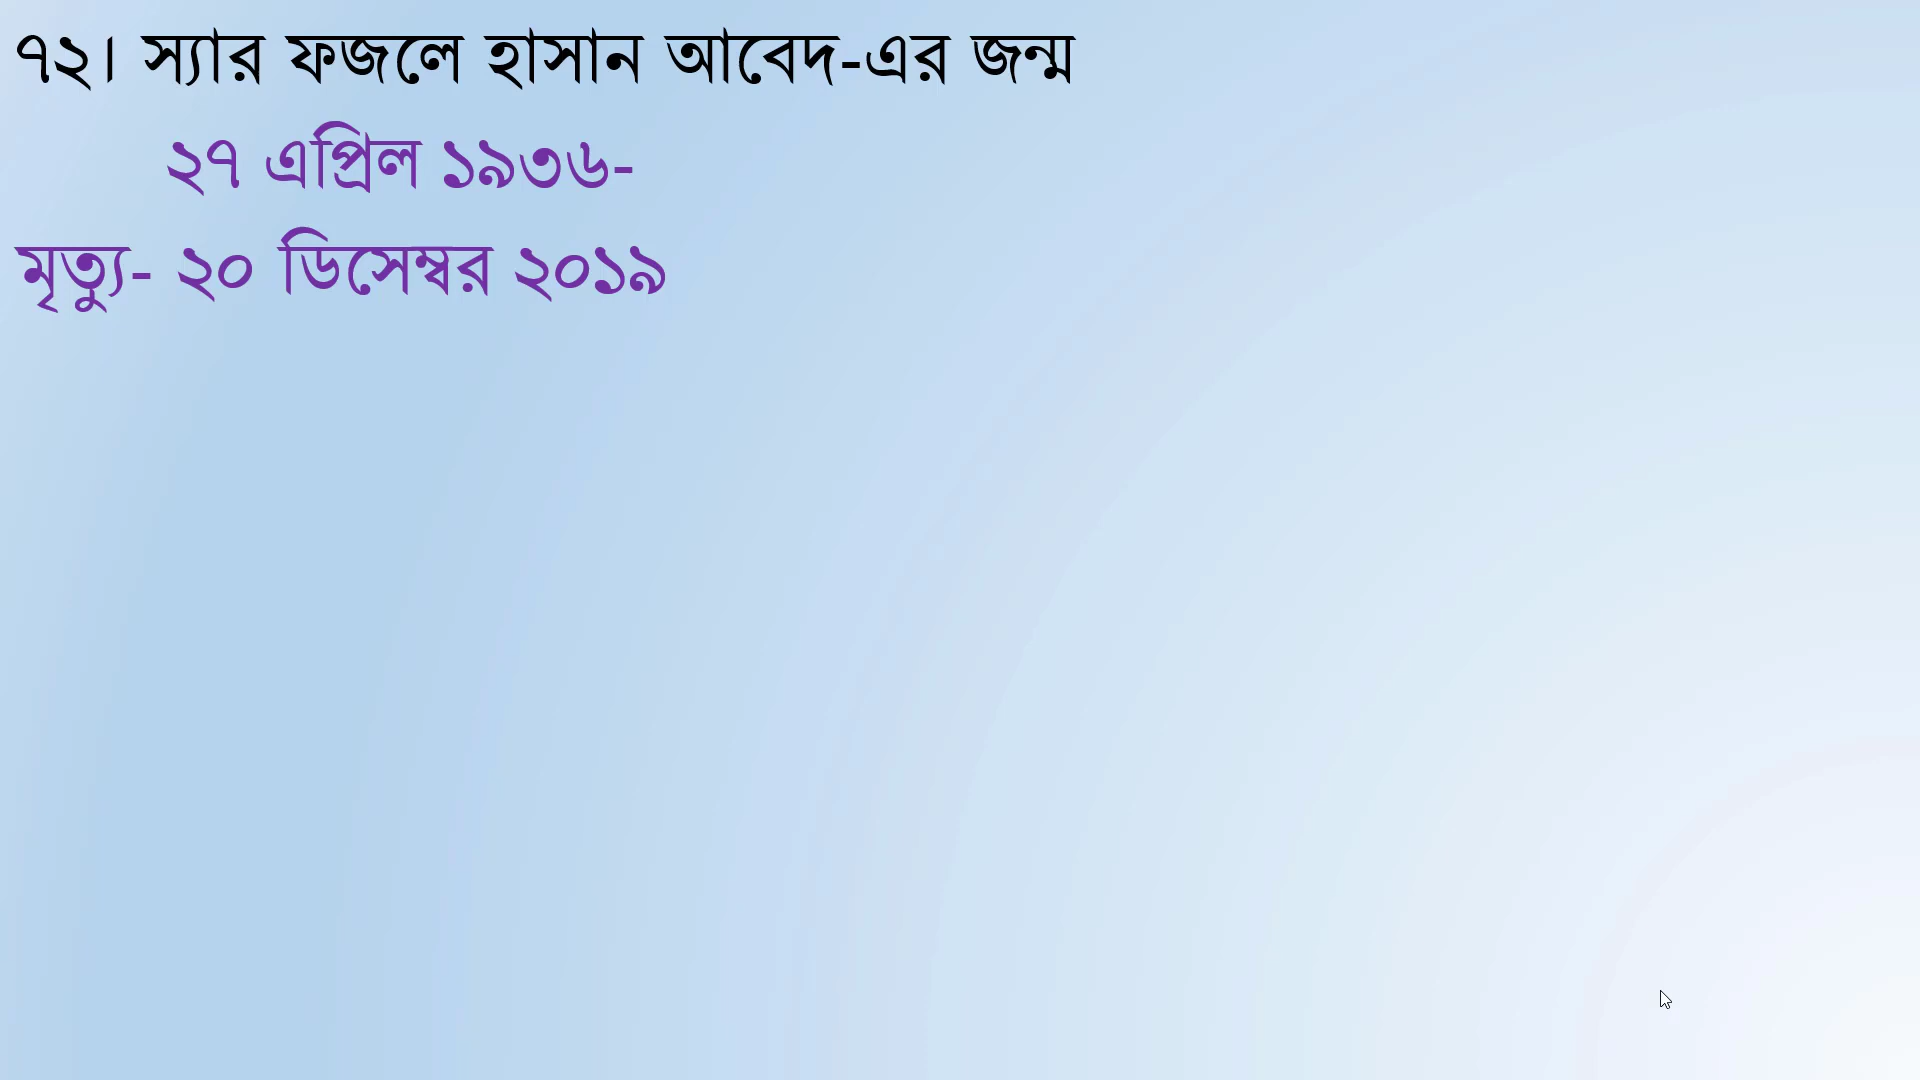 ৭২। স্যার ফজলে হাসান আবেদ-এর জন্ম
২৭ এপ্রিল ১৯৩৬-
মৃত্যু- ২০ ডিসেম্বর ২০১৯